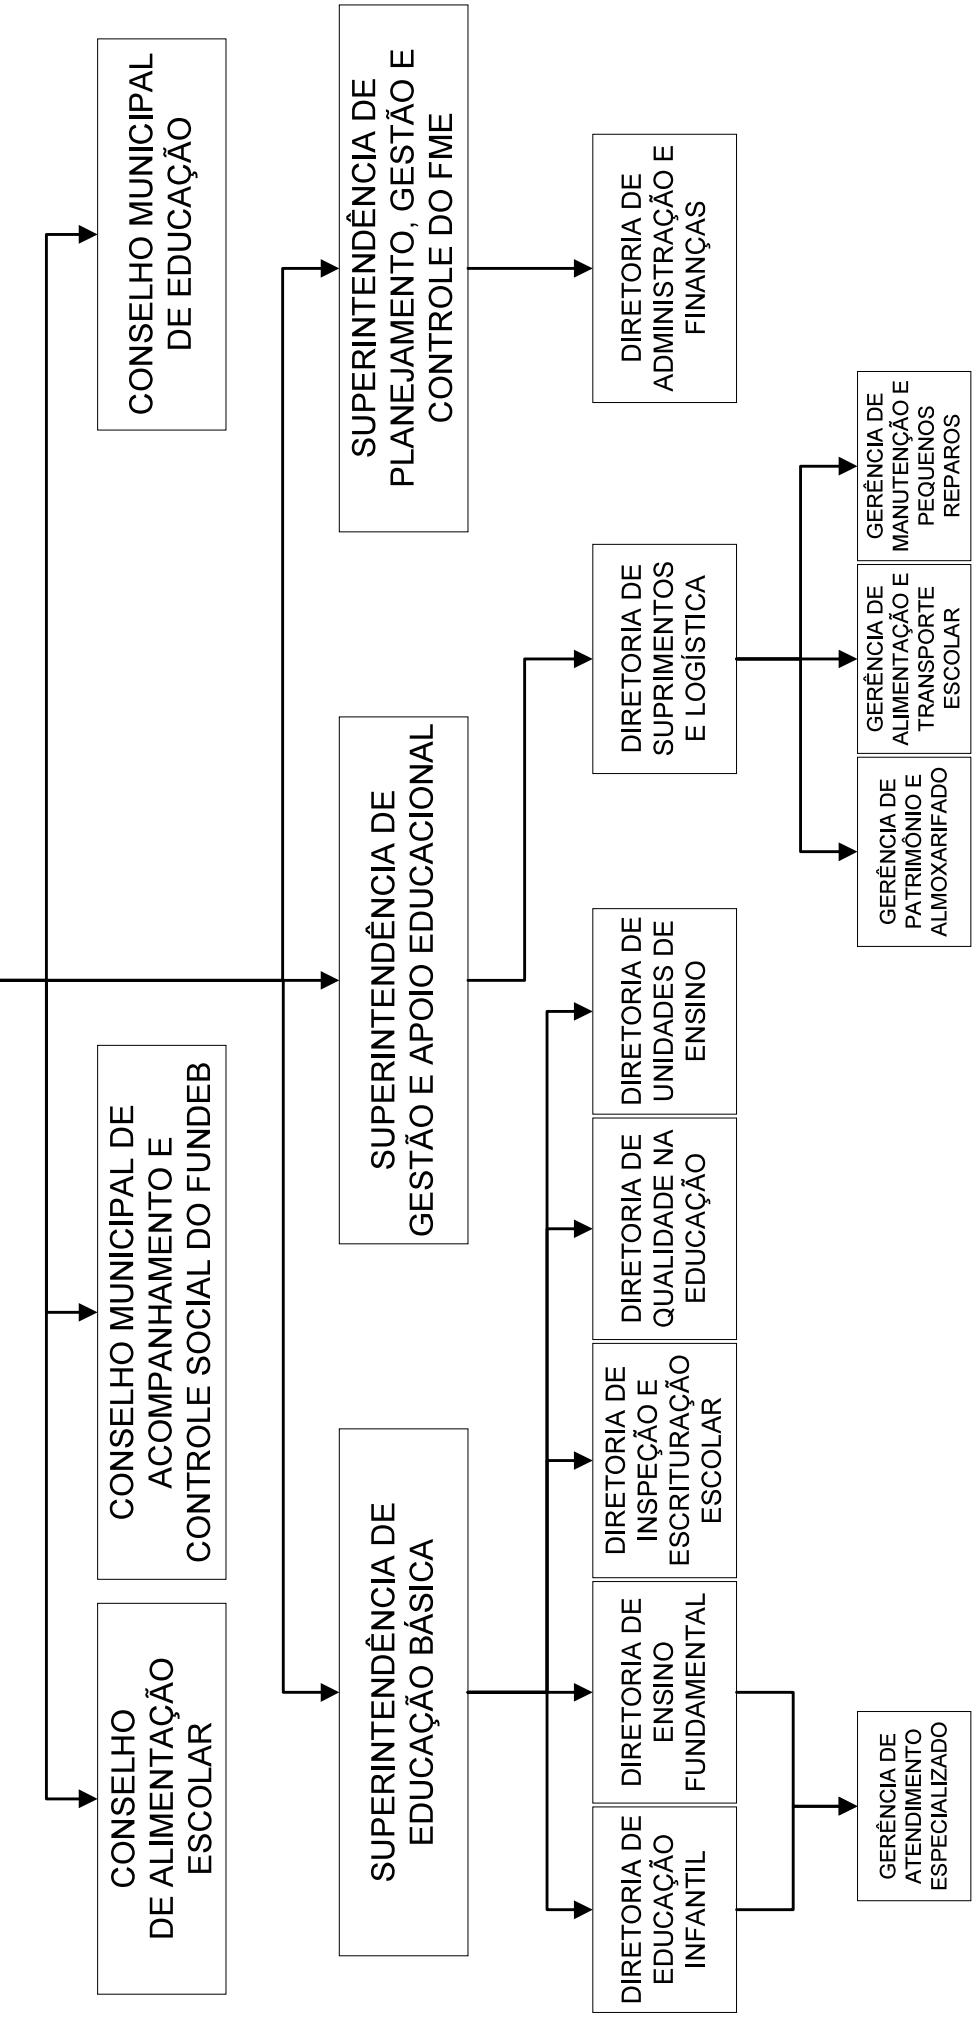 CONSELHO
DE ALIMENTAÇÃO
ESCOLAR
CONSELHO MUNICIPAL DE
ACOMPANHAMENTO E
CONTROLE SOCIAL DO FUNDEB
CONSELHO MUNICIPAL
DE EDUCAÇÃO
SUPERINTENDÊNCIA DE
EDUCAÇÃO BÁSICA
SUPERINTENDÊNCIA DE
GESTÃO E APOIO EDUCACIONAL
SUPERINTENDÊNCIA DE
PLANEJAMENTO, GESTÃO E
CONTROLE DO FME
DIRETORIA DE
EDUCAÇÃO
INFANTIL
DIRETORIA DE
ENSINO
FUNDAMENTAL
DIRETORIA DE
INSPEÇÃO E
ESCRITURAÇÃO
ESCOLAR
DIRETORIA DE
QUALIDADE NA
EDUCAÇÃO
DIRETORIA DE
UNIDADES DE
ENSINO
DIRETORIA DE
SUPRIMENTOS
E LOGÍSTICA
DIRETORIA DE
ADMINISTRAÇÃO E
FINANÇAS
GERÊNCIA DE
ATENDIMENTO
ESPECIALIZADO
GERÊNCIA DE
PATRIMÔNIO E
ALMOXARIFADO
GERÊNCIA DE
ALIMENTAÇÃO E
TRANSPORTE
ESCOLAR
GERÊNCIA DE
MANUTENÇÃO E
PEQUENOS
REPAROS